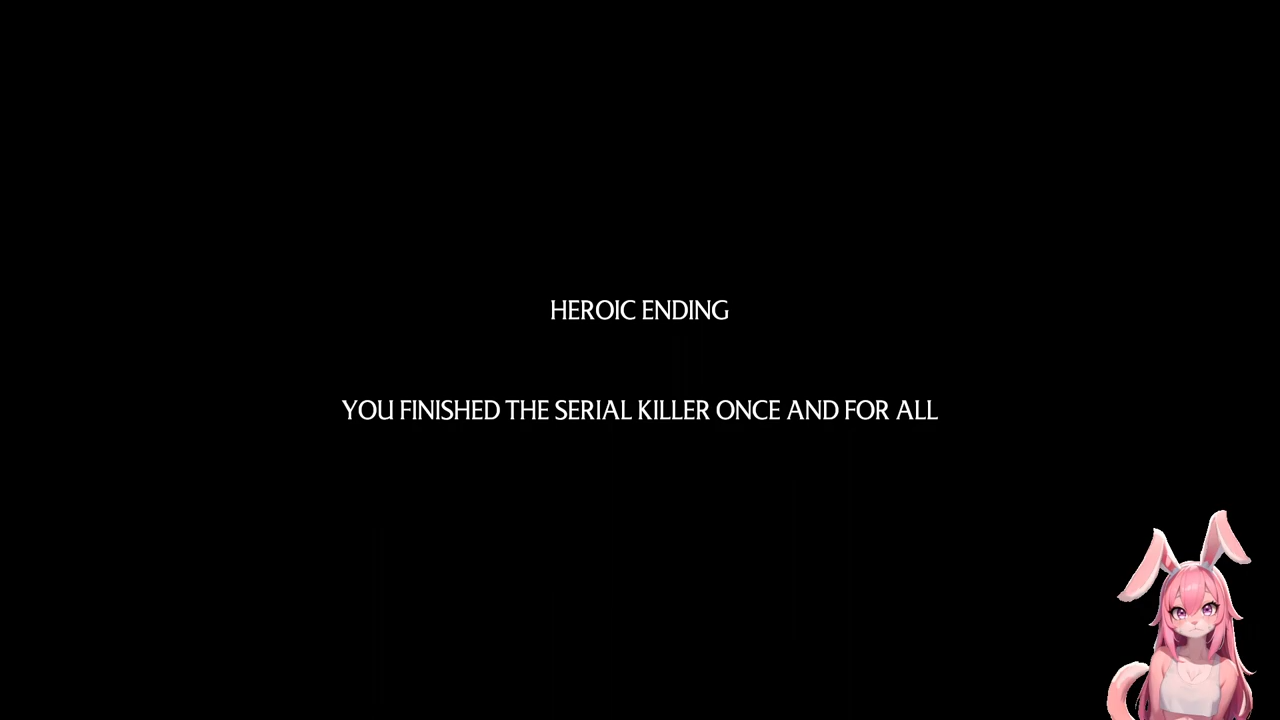 HEROIC ENDING
YOU FINISHED THE SERIAL KILLER ONCE AND FOR ALL